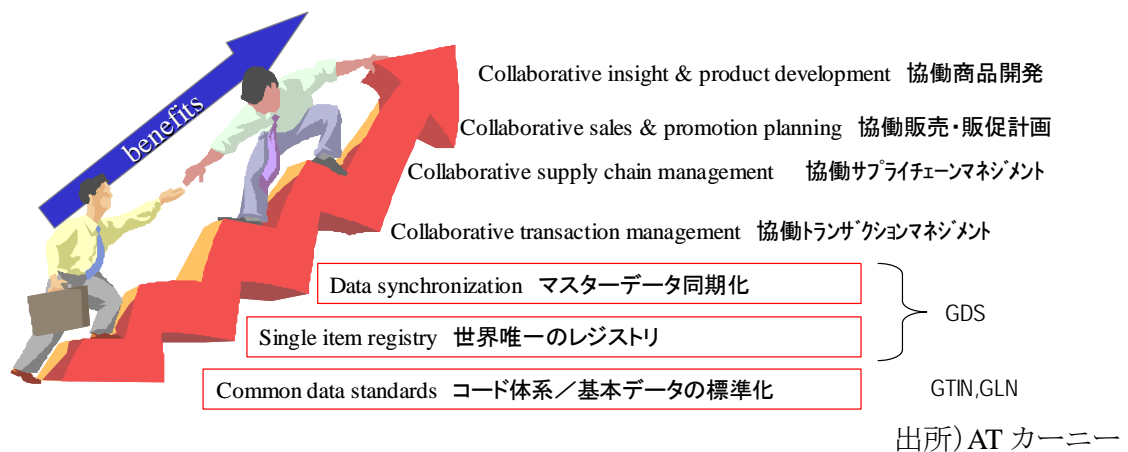 benefits
Collaborative insight & product development 協働商品開発
Collaborative sales & promotion planning 協働販売・販促計画
Collaborative supply chain management 協働サプライチェーンマネジメント
Collaborative transaction management 協働トランザクションマネジメント
Data synchronization マスターデータ同期化
GDS
Single item registry 世界唯一のレジストリ
Common data standards コード体系／基本データの標準化
GTIN,GLN
出所）AT カーニー